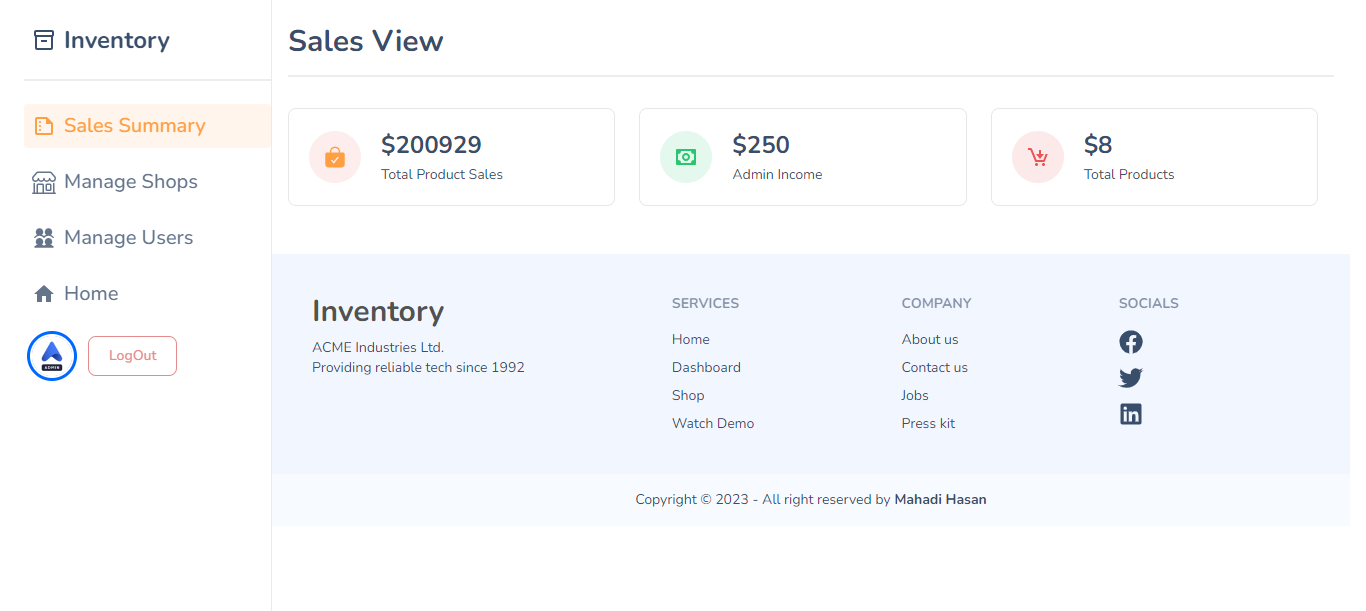 Inventory
Sales Summary
Manage Shops
Manage Users
Home
ADMIN
LogOut
Sales View
$200929
Total Product Sales
$250
Admin Income
$8
Total Products
Inventory
ACME Industries Ltd.
Providing reliable tech since 1992
SERVICES
Home
Dashboard
Shop
Watch Demo
COMPANY
About us
Contact us
Jobs
Press kit
SOCIALS
Copyright © 2023 - All right reserved by Mahadi Hasan